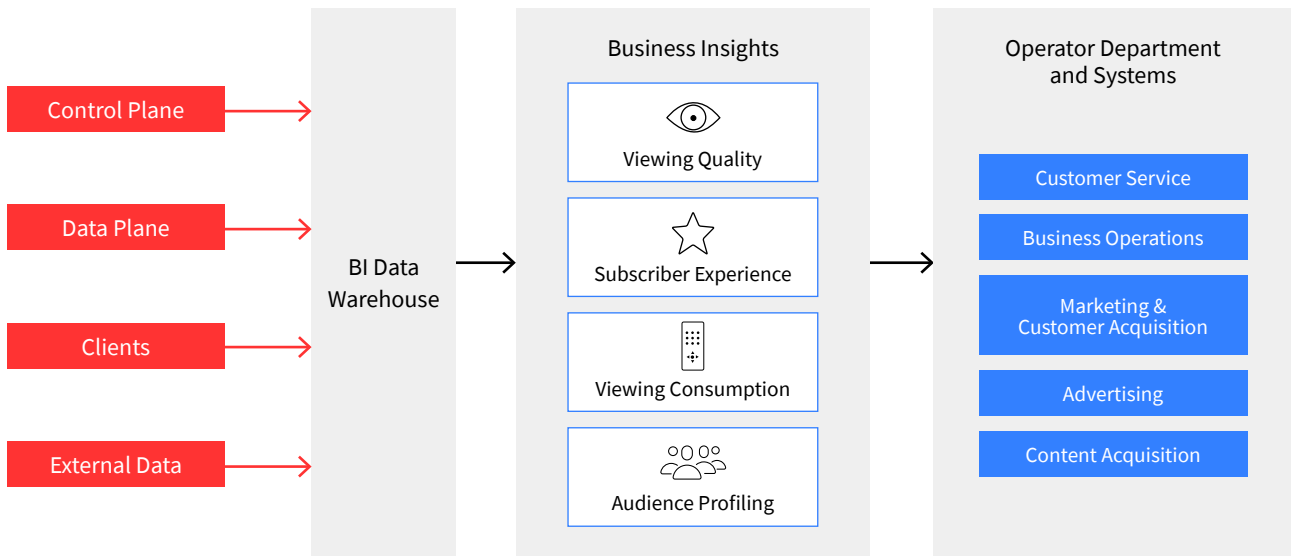 Control Plane
Data Plane
Clients
External Data
BI Data
Warehouse
Business Insights
Viewing Quality
Subscriber Experience
Viewing Consumption
Audience Profiling
Operator Department
and Systems
Customer Service
Business Operations
Marketing &
Customer Acquisition
Advertising
Content Acquisition